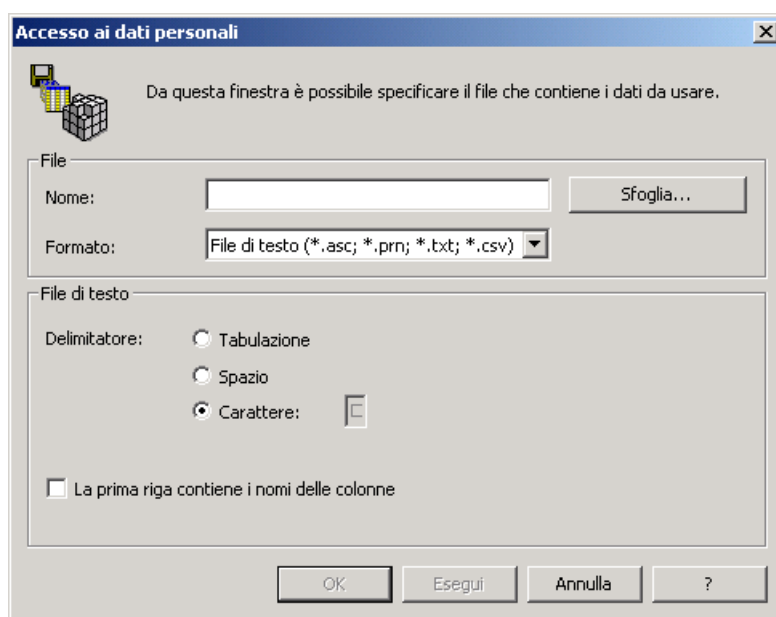 Accesso ai dati personali
Da questa finestra è possibile specificare il file che contiene i dati da usare.
File
Nome:
Sfoglia...
Formato:
File di testo (*.asc; *.prn; *.txt; *.csv)
File di testo
Delimitatore:
Tabulazione
Spazio
Carattere:
La prima riga contiene i nomi delle colonne
OK
Esegui
Annulla
?